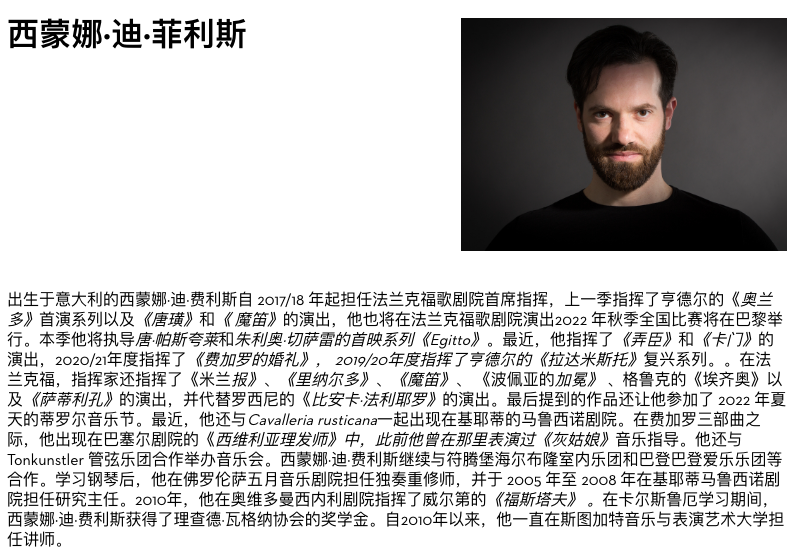 西蒙娜·迪·菲利斯
出生于意大利的西蒙娜·迪·费利斯自 2017/18 年起担任法兰克福歌剧院首席指挥，上一季指挥了亨德尔的《奥兰
多》首演系列以及《唐璜》和《 魔笛》的演出，他也将在法兰克福歌剧院演出2022 年秋季全国比赛将在巴黎举
行。本季他将执导唐·帕斯夸莱和朱利奥·切萨雷的首映系列《Egitto》。最近，他指挥了《弄臣》和《卡门》的
演出，2020/21年度指挥了《费加罗的婚礼》， 2019/20年度指挥了亨德尔的《拉达米斯托》复兴系列。。在法
兰克福，指挥家还指挥了《米兰报》、《里纳尔多》、《魔笛》、 《波佩亚的加冕》 、格鲁克的《埃齐奥》以
及《萨蒂利孔》的演出，并代替罗西尼的《比安卡·法利耶罗》的演出。最后提到的作品还让他参加了 2022 年夏
天的蒂罗尔音乐节。最近，他还与Cavalleria rusticana一起出现在基耶蒂的马鲁西诺剧院。在费加罗三部曲之
际，他出现在巴塞尔剧院的《西维利亚理发师》中，此前他曾在那里表演过《灰姑娘》音乐指导。他还与
Tonkunstler 管弦乐团合作举办音乐会。西蒙娜·迪·费利斯继续与符腾堡海尔布隆室内乐团和巴登巴登爱乐乐团等
合作。学习钢琴后，他在佛罗伦萨五月音乐剧院担任独奏重修师，并于 2005 年至 2008 年在基耶蒂马鲁西诺剧
院担任研究主任。2010年，他在奥维多曼西内利剧院指挥了威尔第的《福斯塔夫》 。在卡尔斯鲁厄学习期间，
西蒙娜·迪·费利斯获得了理查德·瓦格纳协会的奖学金。自2010年以来，他一直在斯图加特音乐与表演艺术大学担
任讲师。